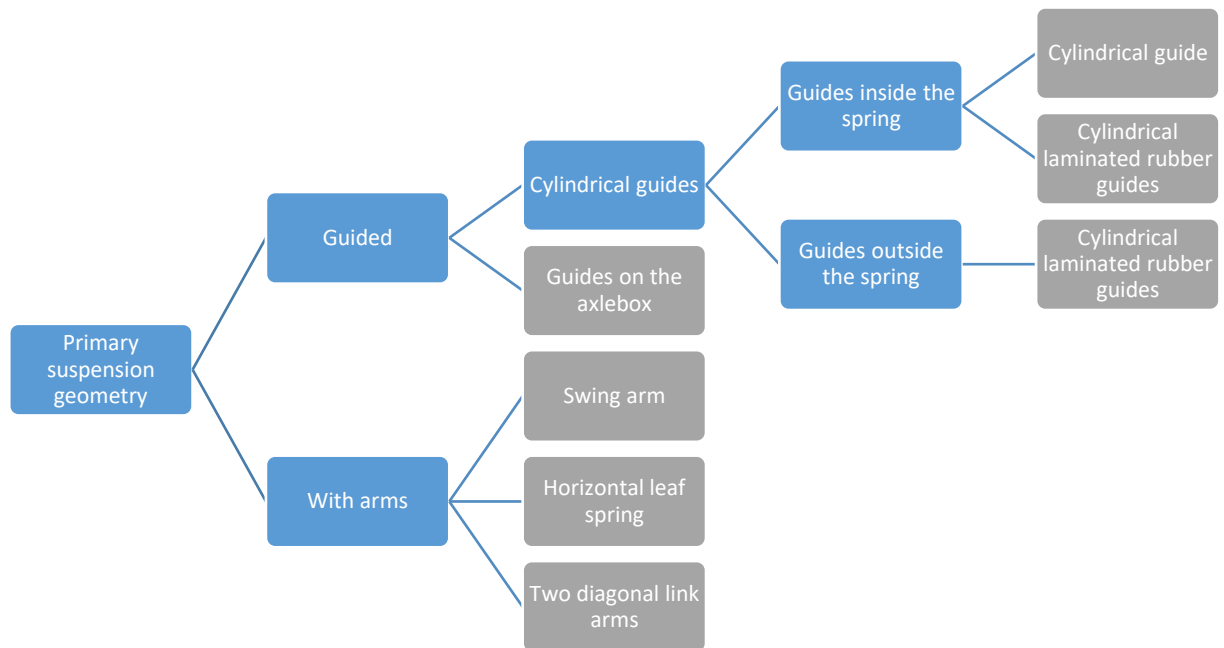 Primary
suspension
geometry
Guided
With arms
Cylindrical guides
Guides on the
axlebox
Swing arm
Horizontal leaf
spring
Two diagonal link
arms
Guides inside the
spring
Guides outside
the spring
Cylindrical guide
Cylindrical
laminated rubber
guides
Cylindrical
laminated rubber
guides